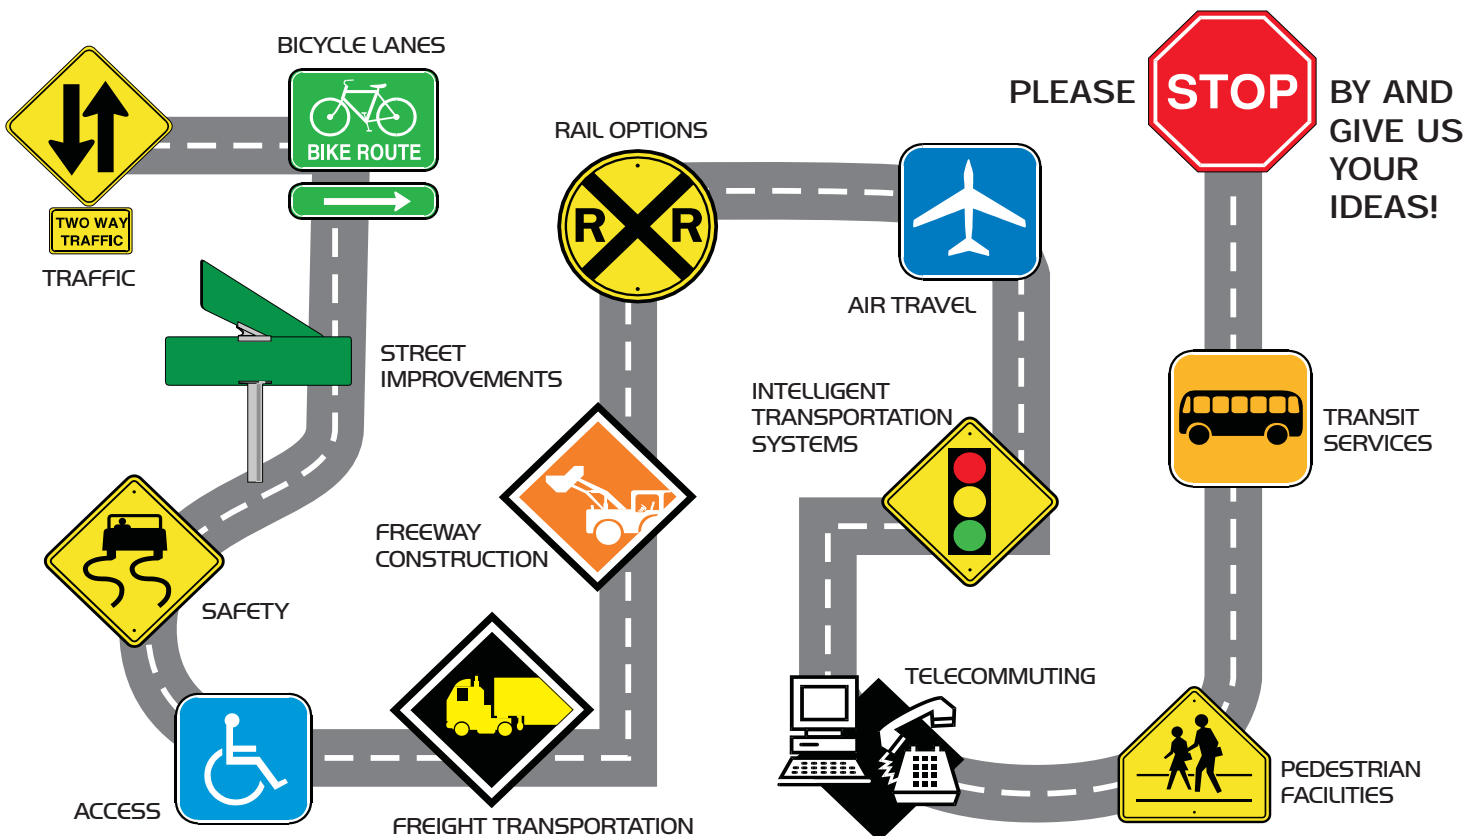 BICYCLE LANES
BIKE ROUTE
TWO WAY
TRAFFIC
TRAFFIC
STREET
IMPROVEMENTS
SAFETY
ACCESS
FREIGHT TRANSPORTATION
FREEWAY
CONSTRUCTION
RAIL OPTIONS
R R
AIR TRAVEL
INTELLIGENT
TRANSPORTATION
SYSTEMS
TELECOMMUTING
PEDESTRIAN
FACILITIES
TRANSIT
SERVICES
PLEASE STOP BY AND
GIVE US
YOUR
IDEAS!